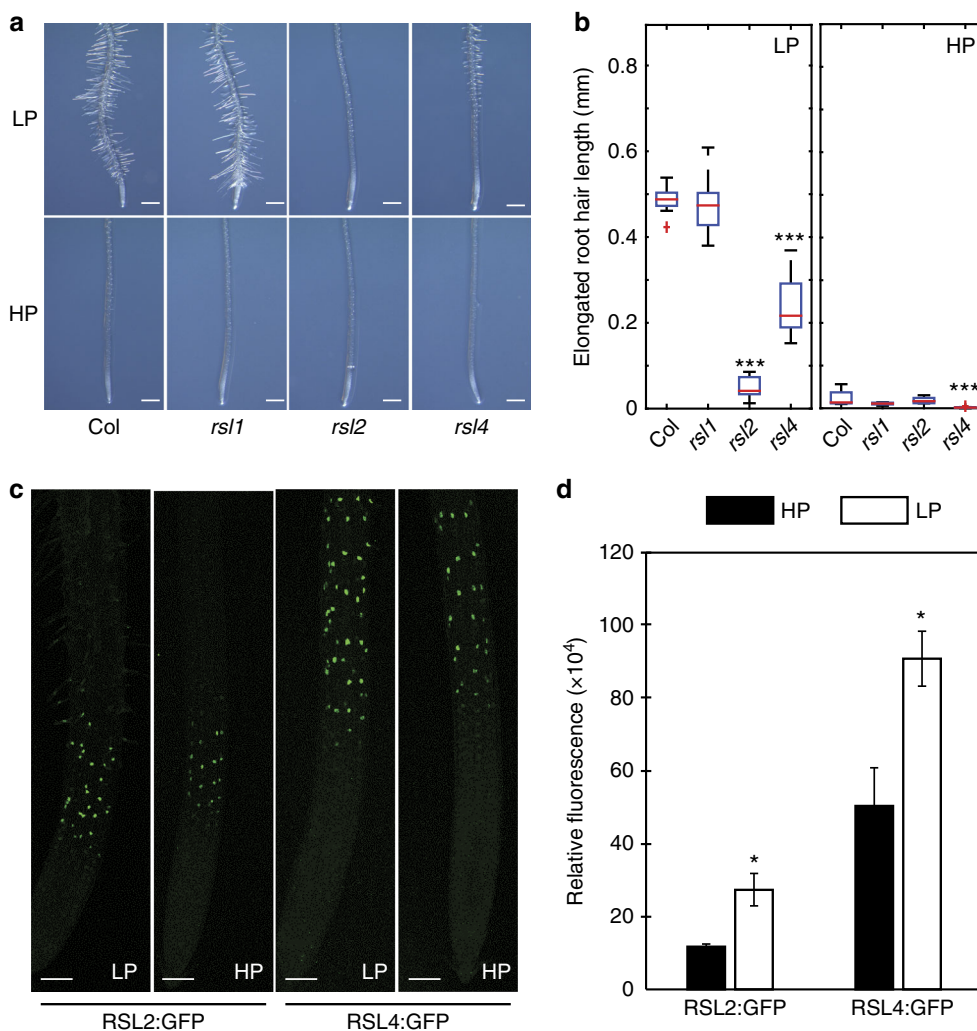 a
LP
HP
Col
rsl1
rsl2
rsl4
b
LP
HP
Elongated root hair length (mm)
0.8
0.6
0.4
0.2
0
***
***
***
Col
rsl1
rsl2
rsl4
Col
rsl1
rsl2
rsl4
c
LP
HP
LP
HP
RSL2:GFP
RSL4:GFP
d
HP
LP
Relative fluorescence (×10⁴)
120
100
80
60
40
20
0
*
*
RSL2:GFP
RSL4:GFP